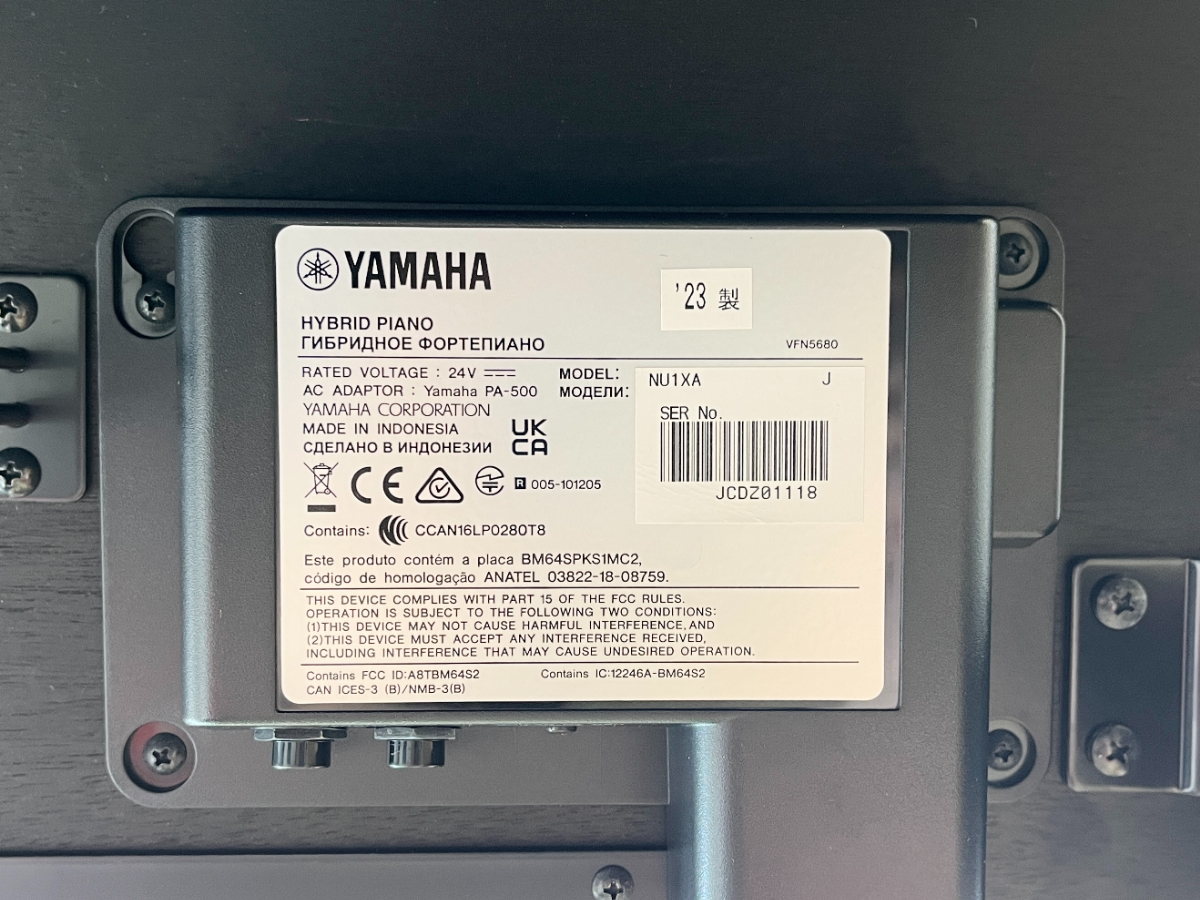 YAMAHA
'23 製
HYBRID PIANO
ГИБРИДНОЕ ФОРТЕПИАНО
VFN5680
RATED VOLTAGE : 24V
AC ADAPTOR : Yamaha PA-500
YAMAHA CORPORATION
MADE IN INDONESIA
СДЕЛАНО В ИНДОНЕЗИИ
MODEL:
МОДЕЛИ:
NU1XA J
SER No.
JCDZ01118
UK
CA
CE
R 005-101205
Contains: CCAN16LP0280T8
Este produto contém a placa BM64SPKS1MC2,
código de homologação ANATEL 03822-18-08759.
THIS DEVICE COMPLIES WITH PART 15 OF THE FCC RULES.
OPERATION IS SUBJECT TO THE FOLLOWING TWO CONDITIONS:
(1)THIS DEVICE MAY NOT CAUSE HARMFUL INTERFERENCE,AND
(2)THIS DEVICE MUST ACCEPT ANY INTERFERENCE RECEIVED,
INCLUDING INTERFERENCE THAT MAY CAUSE UNDESIRED OPERATION.
Contains FCC ID:A8TBM64S2 Contains IC:12246A-BM64S2
CAN ICES-3 (B)/NMB-3(B)